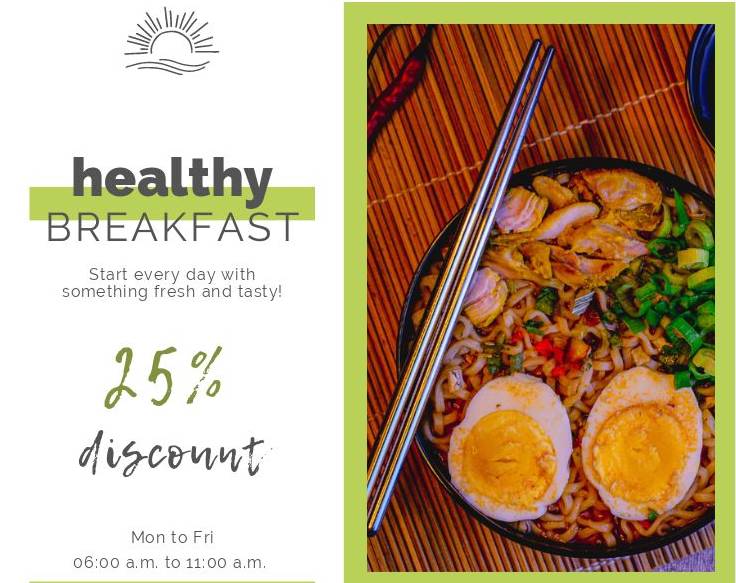 healthy
BREAKFAST
Start every day with
something fresh and tasty!
25%
discount
Mon to Fri
06:00 a.m. to 11:00 a.m.